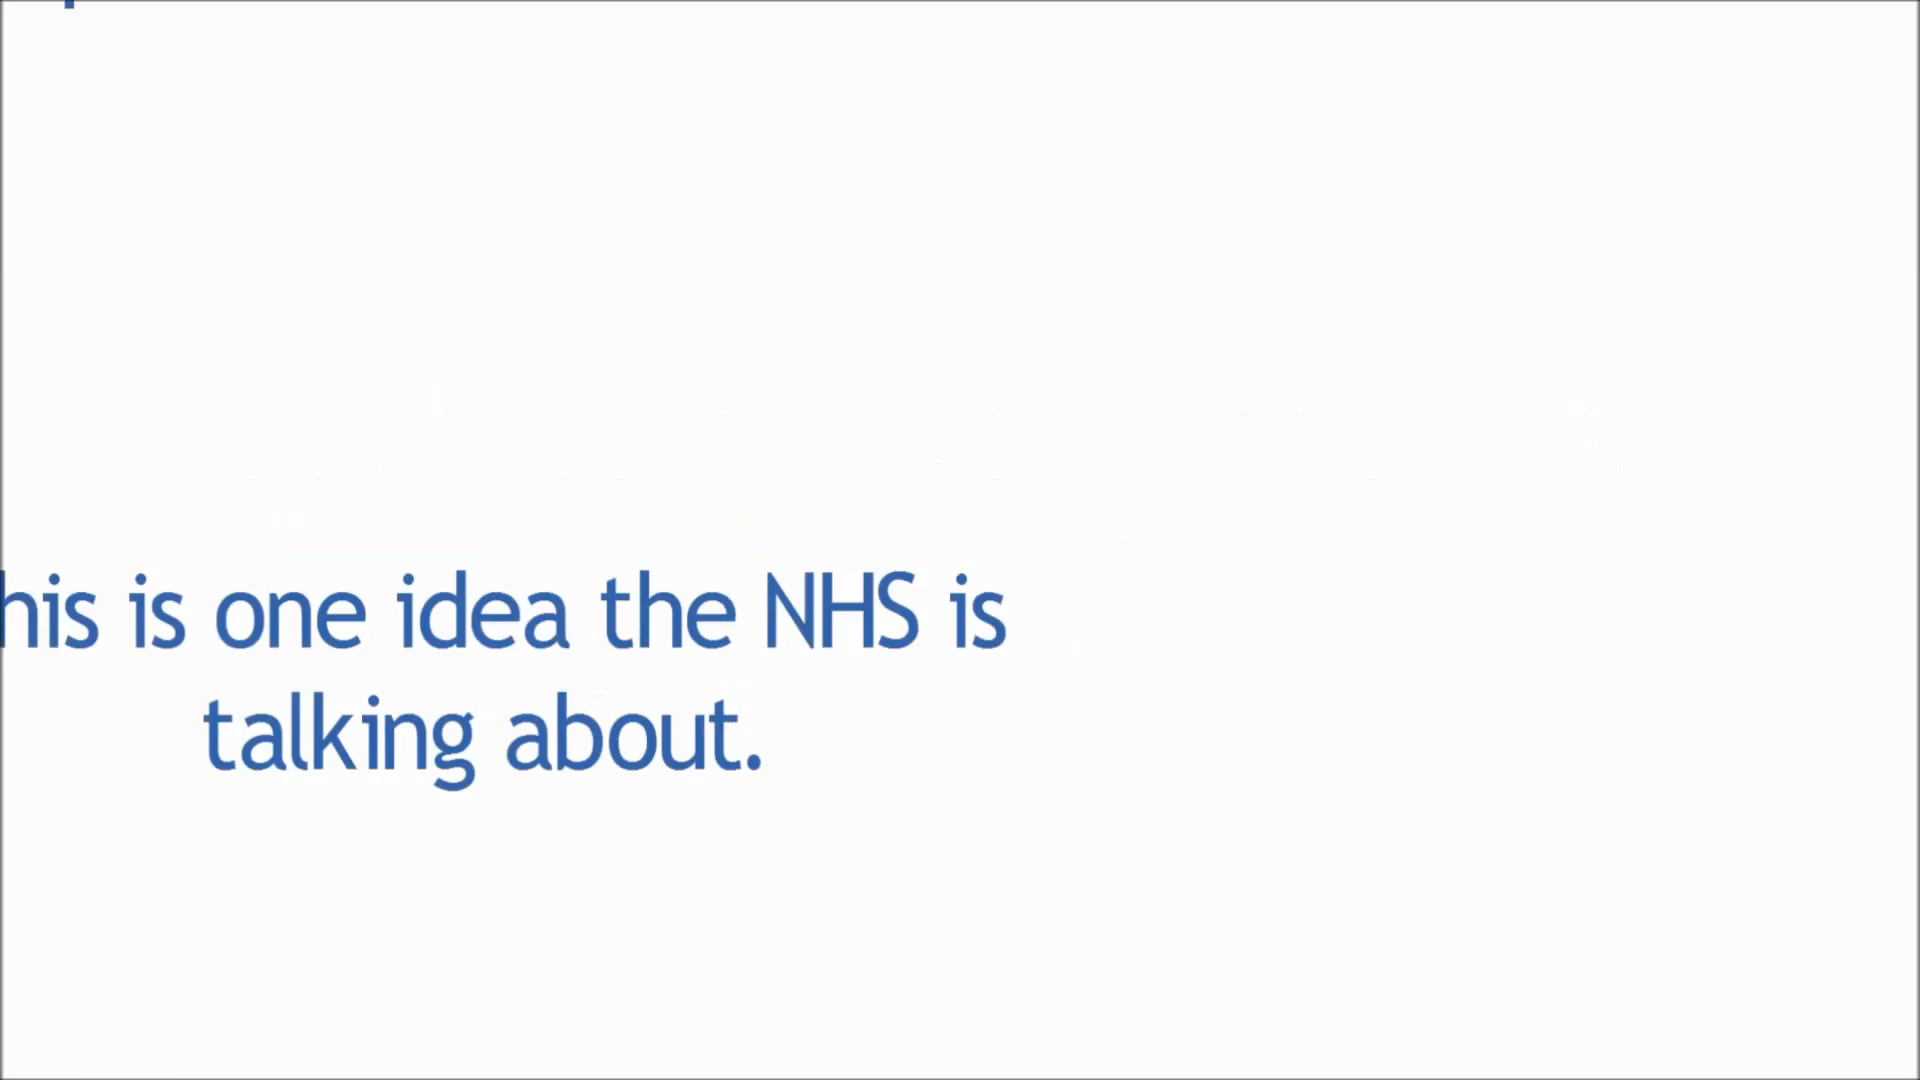 his is one idea the NHS is
talking about.